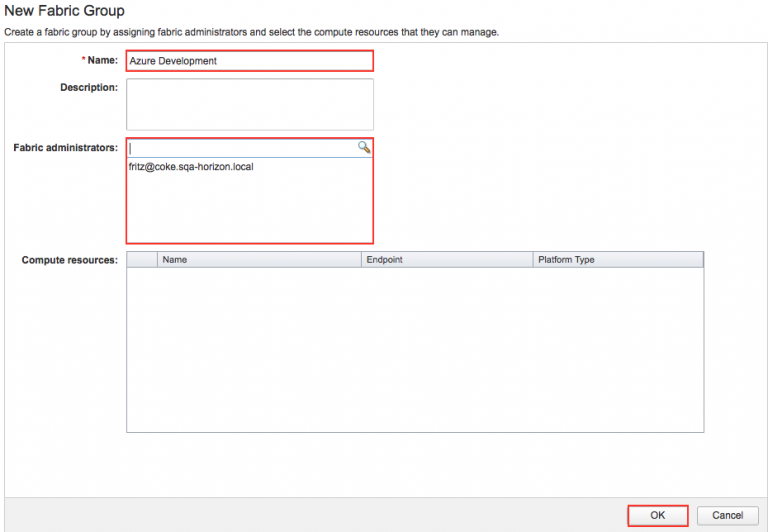 New Fabric Group
Create a fabric group by assigning fabric administrators and select the compute resources that they can manage.
* Name: Azure Development
Description:
Fabric administrators:
fritz@coke.sqa-horizon.local
Compute resources:
Name Endpoint Platform Type
OK Cancel